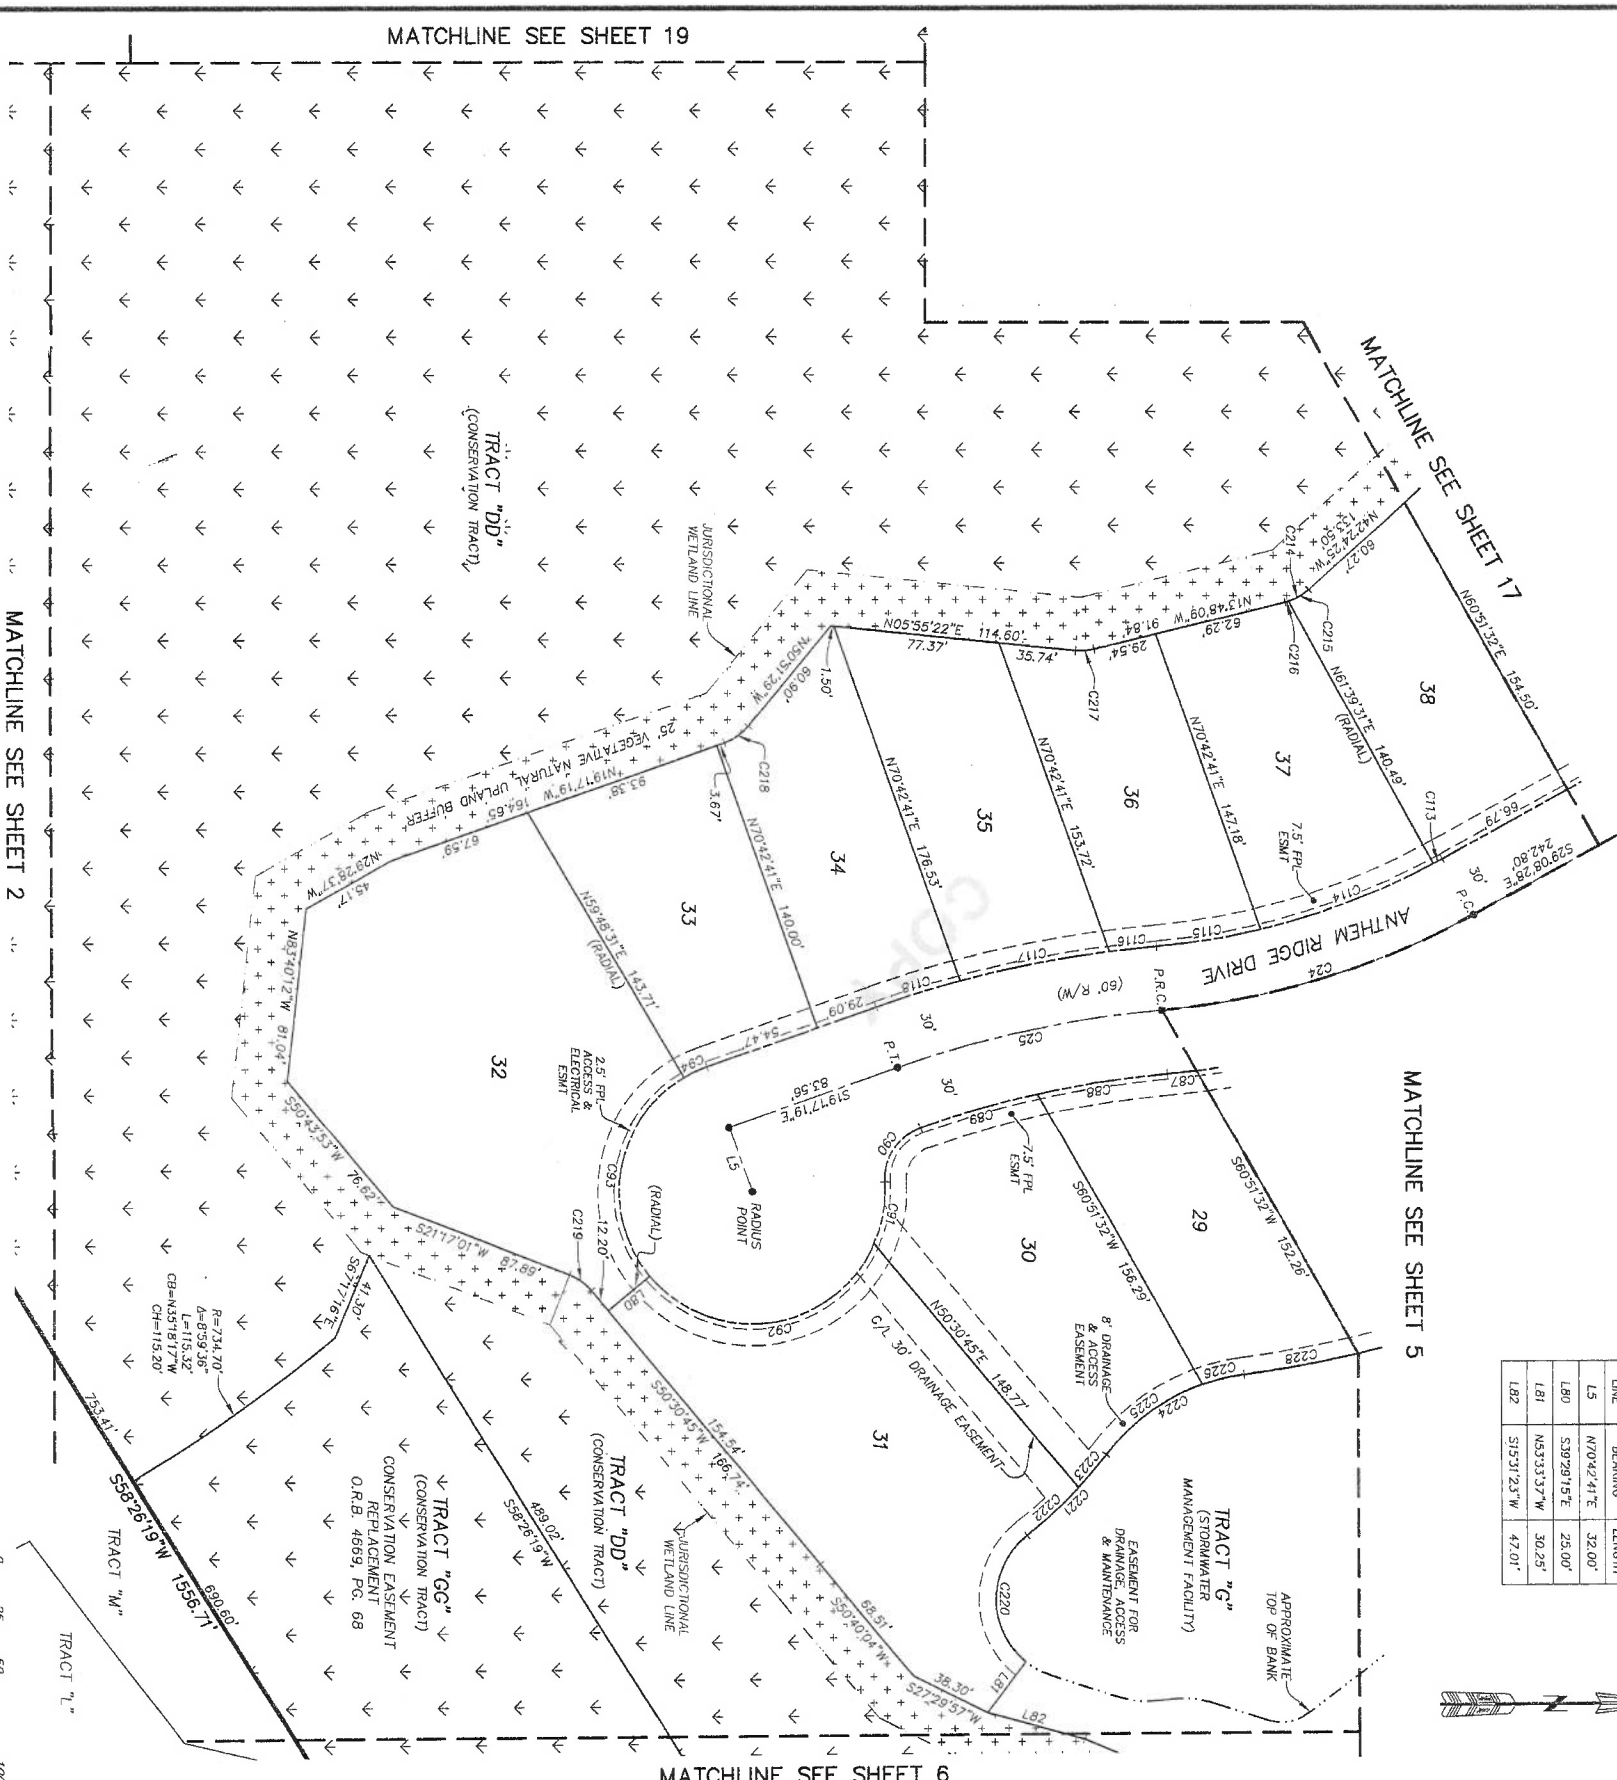 MATCHLINE SEE SHEET 19
MATCHLINE SEE SHEET 17
MATCHLINE SEE SHEET 5
MATCHLINE SEE SHEET 2
MATCHLINE SEE SHEET 6
TRACT "DD"
(CONSERVATION TRACT)
JURISDICTIONAL
WETLAND LINE
N42°24'25"W
133.50'
60.27'
C214
C215
C216
N60°51'32"E 154.50'
38
N61°39'31"E 140.49'
(RADIAL)
C113
66.79
S29°08'28"E
242.80'
30'
P.C.
N13°48'09"W
91.84'
62.29'
29.54'
C217
37
7.5' FPL
ESMT
C114
N70°42'41"E 147.18'
36
C115
N70°42'41"E 153.72'
C116
N05°55'22"E 114.60'
77.37'
35.74'
35
C117
N70°42'41"E 176.53'
1.50'
34
C118
N50°51'29"W
60.90'
C218
3.67'
N70°42'41"E 140.00'
29.09'
33
54.47'
N19°17'19"W 164.65'
93.38'
67.59'
25' VEGETATIVE NATURAL UPLAND BUFFER
N59°48'31"E 143.71'
(RADIAL)
C94
N29°28'37"W
45.17'
N83°40'12"W 81.04'
32
2.5' FPL
ACCESS &
ELECTRICAL
ESMT
C93
S50°43'53"W 76.62'
S21°17'01"W 87.89'
C219
12.20'
(RADIAL)
L80
ANTHEM RIDGE DRIVE
(60' R/W)
C24
P.R.C.
C25
30'
P.T.
30'
S19°17'19"E
83.56'
L5
RADIUS
POINT
C87
C88
C89
C90
C91
C92
7.5' FPL
ESMT
29
S60°51'32"W 152.26'
S60°51'32"W 156.29'
30
N50°30'45"E 148.77'
C/L 30' DRAINAGE EASEMENT
8' DRAINAGE
& ACCESS
EASEMENT
31
C228
C226
C225
C224
C223
C222
C221
C220
TRACT "G"
(STORMWATER
MANAGEMENT FACILITY)
EASEMENT FOR
DRAINAGE, ACCESS
& MAINTENANCE
APPROXIMATE
TOP OF BANK
L81
L82
154.54'
S50°30'45"W 166.74'
68.51'
S50°40'04"W
38.30'
S27°29'57"W
TRACT "DD"
(CONSERVATION TRACT)
JURISDICTIONAL
WETLAND LINE
489.02'
S58°26'19"W
TRACT "GG"
(CONSERVATION TRACT)
CONSERVATION EASEMENT
REPLACEMENT
O.R.B. 4669, PG. 68
41.30'
S67°17'16"E
R=734.70'
Δ=8°59'36"
L=115.32'
CB=N35°18'17"W
CH=115.20'
753.41'
S58°26'19"W 1556.71'
690.60'
TRACT "M"
TRACT "L"
LINE BEARING LENGTH
L5 N70°42'41"E 32.00'
L80 S39°29'15"E 25.00'
L81 N53°33'37"W 30.25'
L82 S15°31'23"W 47.01'
COPY